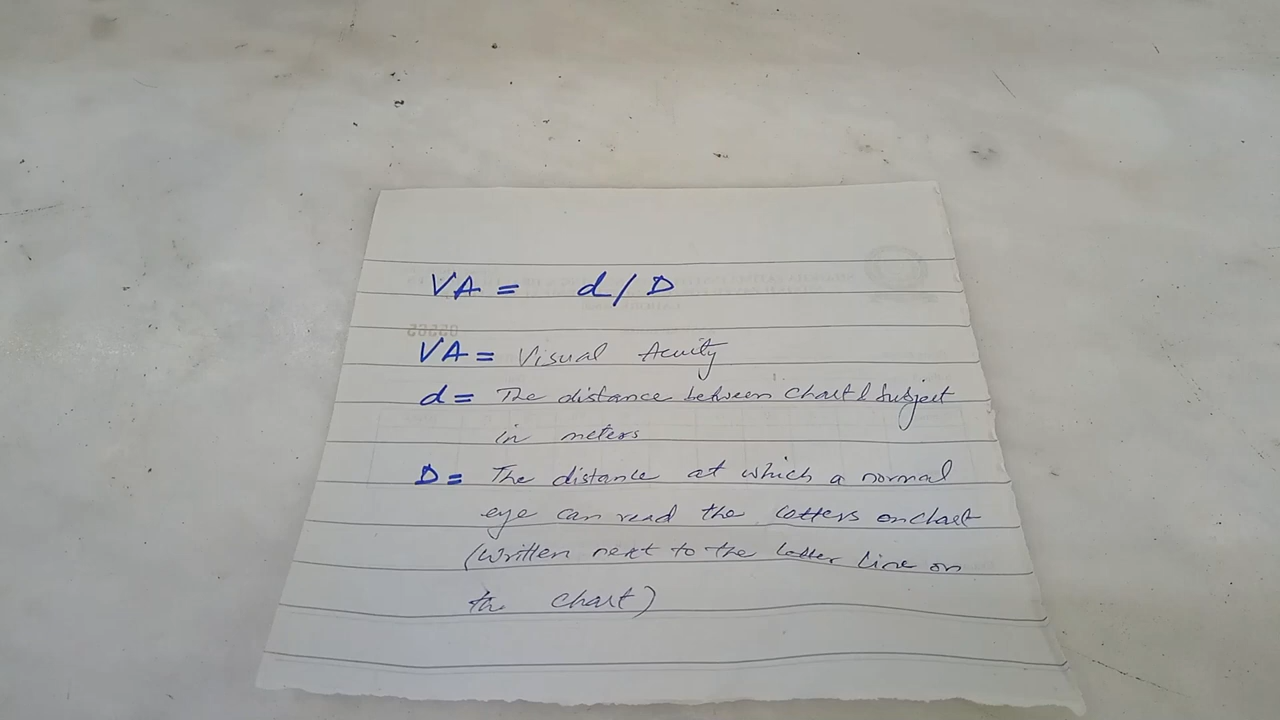 VA = d/D
VA = Visual Acuity
d = The distance between chart & Subject
in meters
D = The distance at which a normal
eye can read the letters on chart
(written next to the letter line on
the chart)